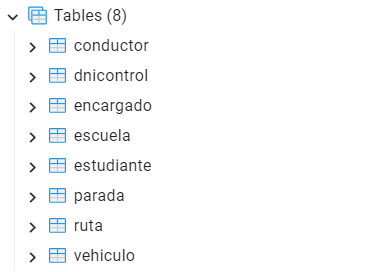 Tables (8)
conductor
dnicontrol
encargado
escuela
estudiante
parada
ruta
vehiculo